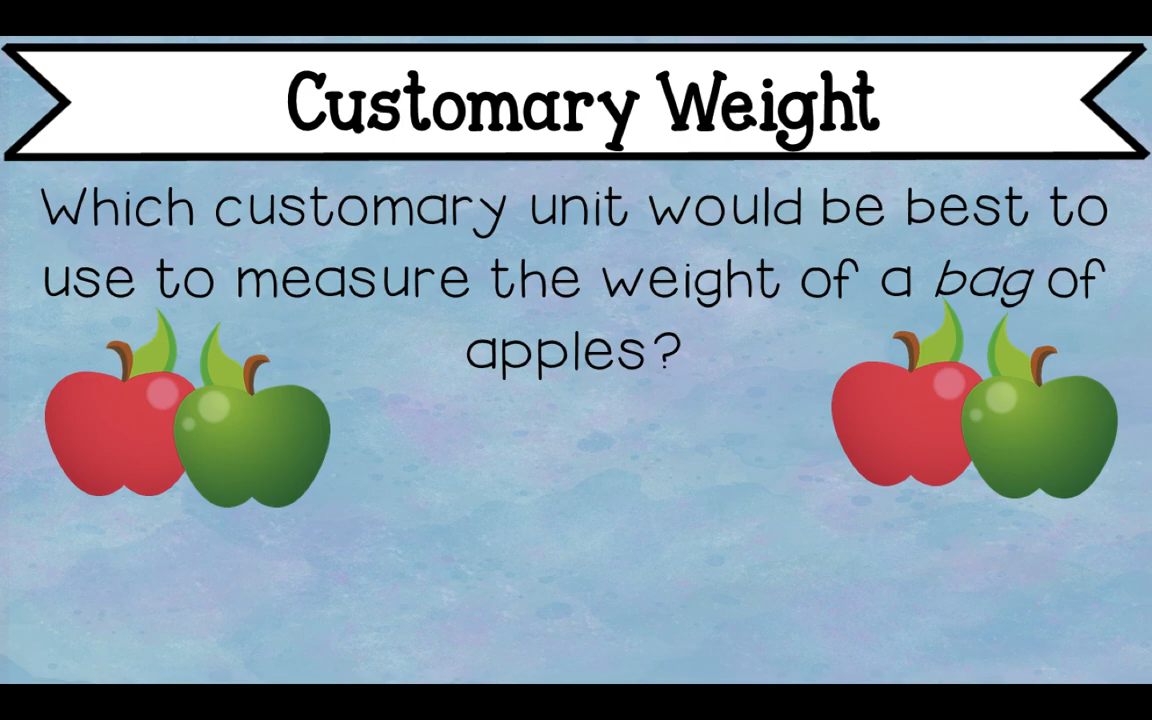 Customary Weight
Which customary unit would be best to
use to measure the weight of a bag of
apples?